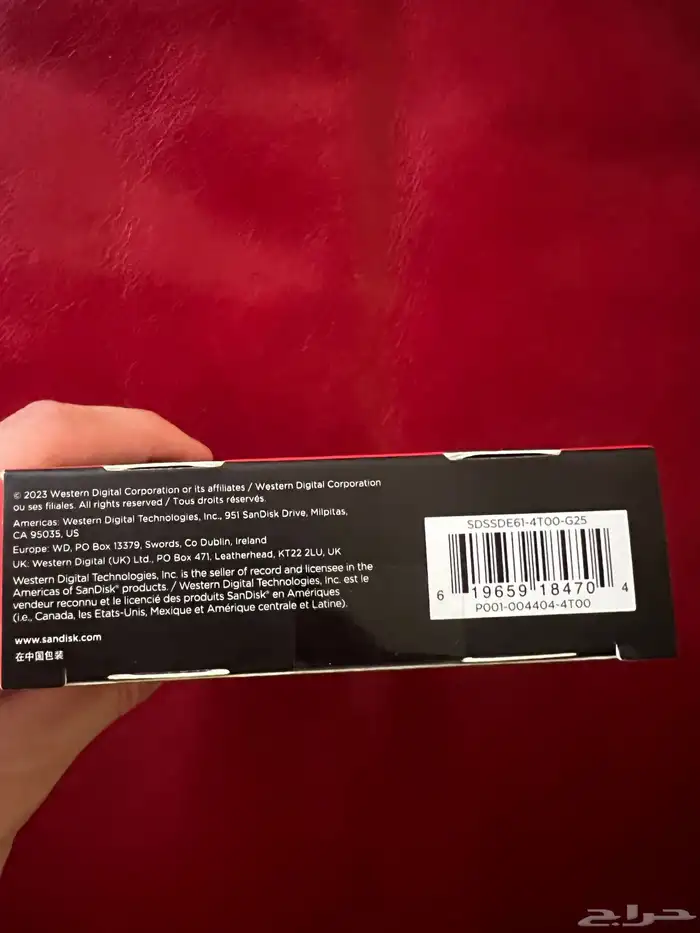 © 2023 Western Digital Corporation or its affiliates / Western Digital Corporation
ou ses filiales. All rights reserved / Tous droits réservés.
Americas: Western Digital Technologies, Inc., 951 SanDisk Drive, Milpitas,
CA 95035, US
Europe: WD, PO Box 13379, Swords, Co Dublin, Ireland
UK: Western Digital (UK) Ltd., PO Box 471, Leatherhead, KT22 2LU, UK
Western Digital Technologies, Inc. is the seller of record and licensee in the
Americas of SanDisk® products. / Western Digital Technologies, Inc. est le
vendeur reconnu et le licencié des produits SanDisk® en Amériques
(i.e., Canada, les Etats-Unis, Mexique et Amérique centrale et Latine).
www.sandisk.com
在中国包装
SDSSDE61-4T00-G25
6 19659 18470 4
P001-004404-4T00
حراج